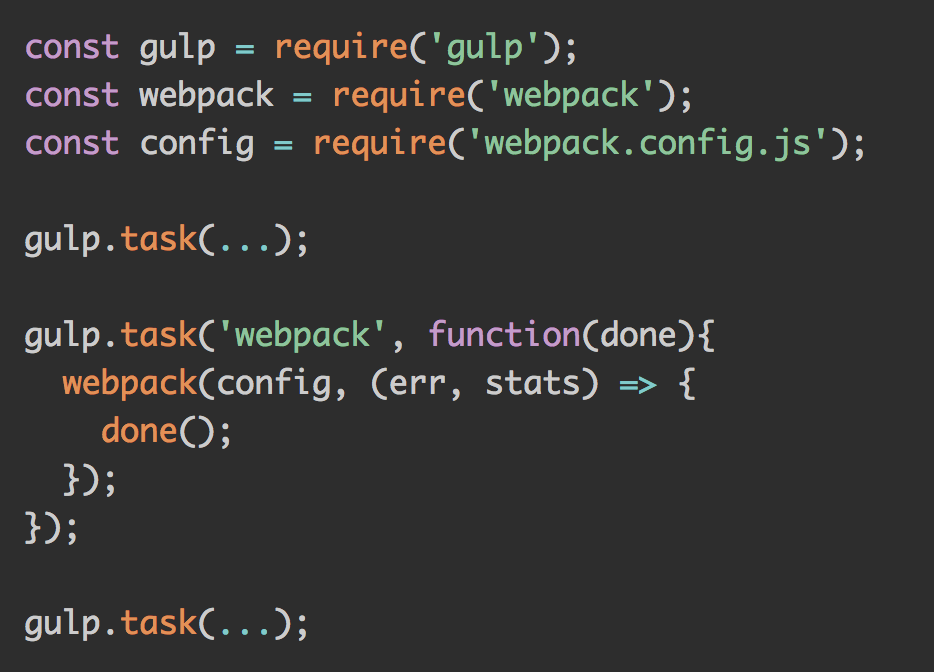 const gulp = require('gulp');
const webpack = require('webpack');
const config = require('webpack.config.js');
gulp.task(...);
gulp.task('webpack', function(done){
  webpack(config, (err, stats) => {
    done();
  });
});
gulp.task(...);